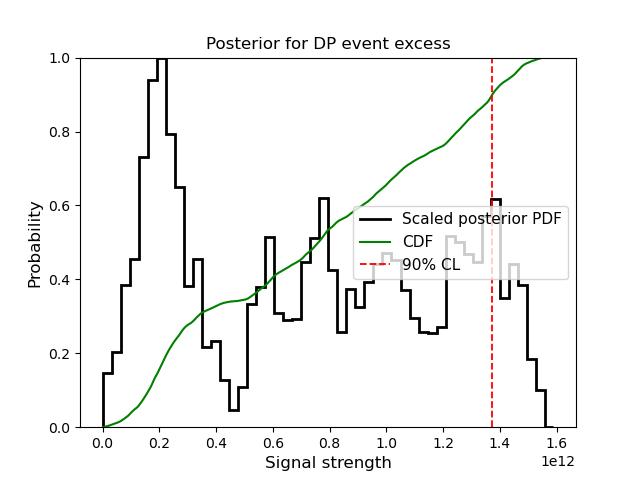 Posterior for DP event excess
Probability
1.0
0.8
0.6
0.4
0.2
0.0
Scaled posterior PDF
CDF
90% CL
0.0 0.2 0.4 0.6 0.8 1.0 1.2 1.4 1.6
1e12
Signal strength